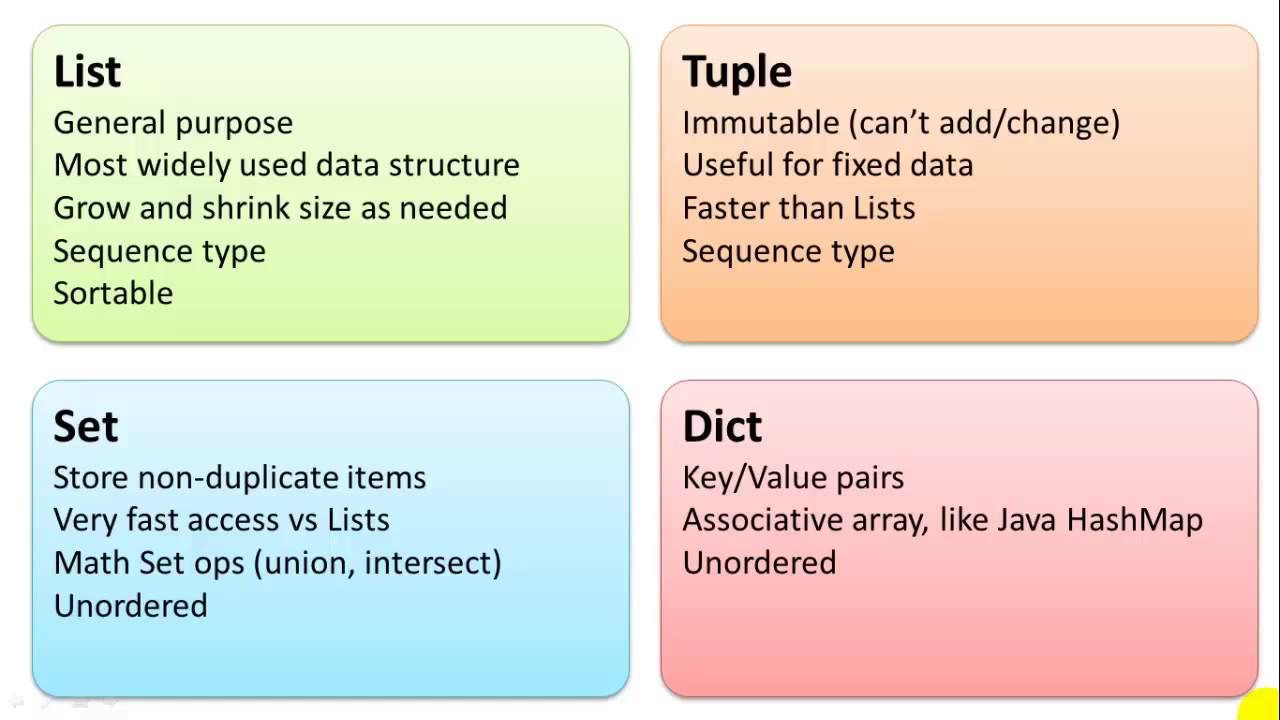 List
General purpose
Most widely used data structure
Grow and shrink size as needed
Sequence type
Sortable
Tuple
Immutable (can’t add/change)
Useful for fixed data
Faster than Lists
Sequence type
Set
Store non-duplicate items
Very fast access vs Lists
Math Set ops (union, intersect)
Unordered
Dict
Key/Value pairs
Associative array, like Java HashMap
Unordered